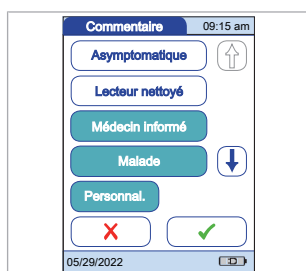 Commentaire 09:15 am
Asymptomatique
Lecteur nettoyé
Médecin informé
Malade
Personnal.
05/29/2022